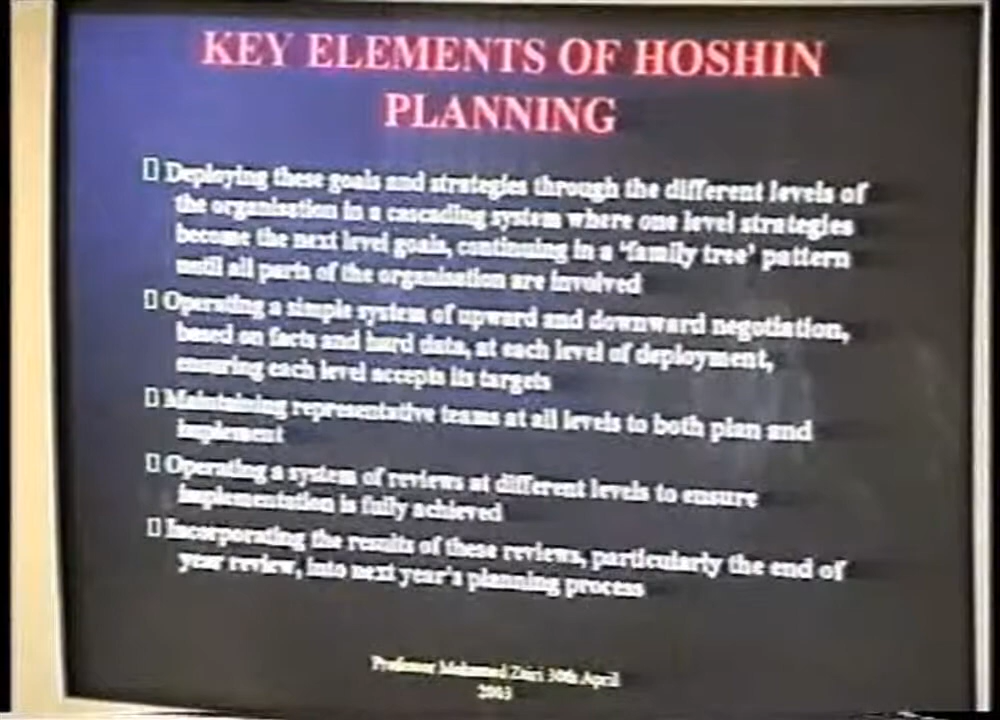 KEY ELEMENTS OF HOSHIN
PLANNING
Deploying these goals and strategies through the different levels of
the organisation in a cascading system where one level strategies
become the next level goals, continuing in a 'family tree' pattern
until all parts of the organisation are involved
Operating a simple system of upward and downward negotiation,
based on facts and hard data, at each level of deployment,
ensuring each level accepts its targets
Maintaining representative teams at all levels to both plan and
implement
Operating a system of reviews at different levels to ensure
implementation is fully achieved
Incorporating the results of these reviews, particularly the end of
year review, into next year's planning process
Professor Mohamed Zairi 30th April
2003